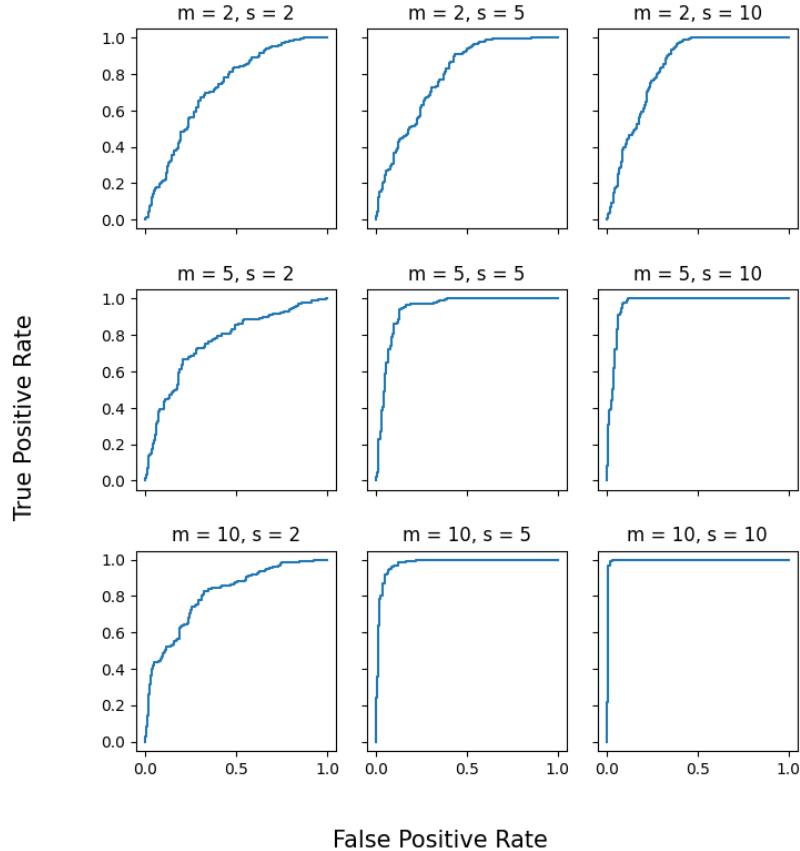 m = 2, s = 2
m = 2, s = 5
m = 2, s = 10
1.0
0.8
0.6
0.4
0.2
0.0
m = 5, s = 2
m = 5, s = 5
m = 5, s = 10
1.0
0.8
0.6
0.4
0.2
0.0
True Positive Rate
m = 10, s = 2
m = 10, s = 5
m = 10, s = 10
1.0
0.8
0.6
0.4
0.2
0.0
0.0 0.5 1.0
0.0 0.5 1.0
0.0 0.5 1.0
False Positive Rate